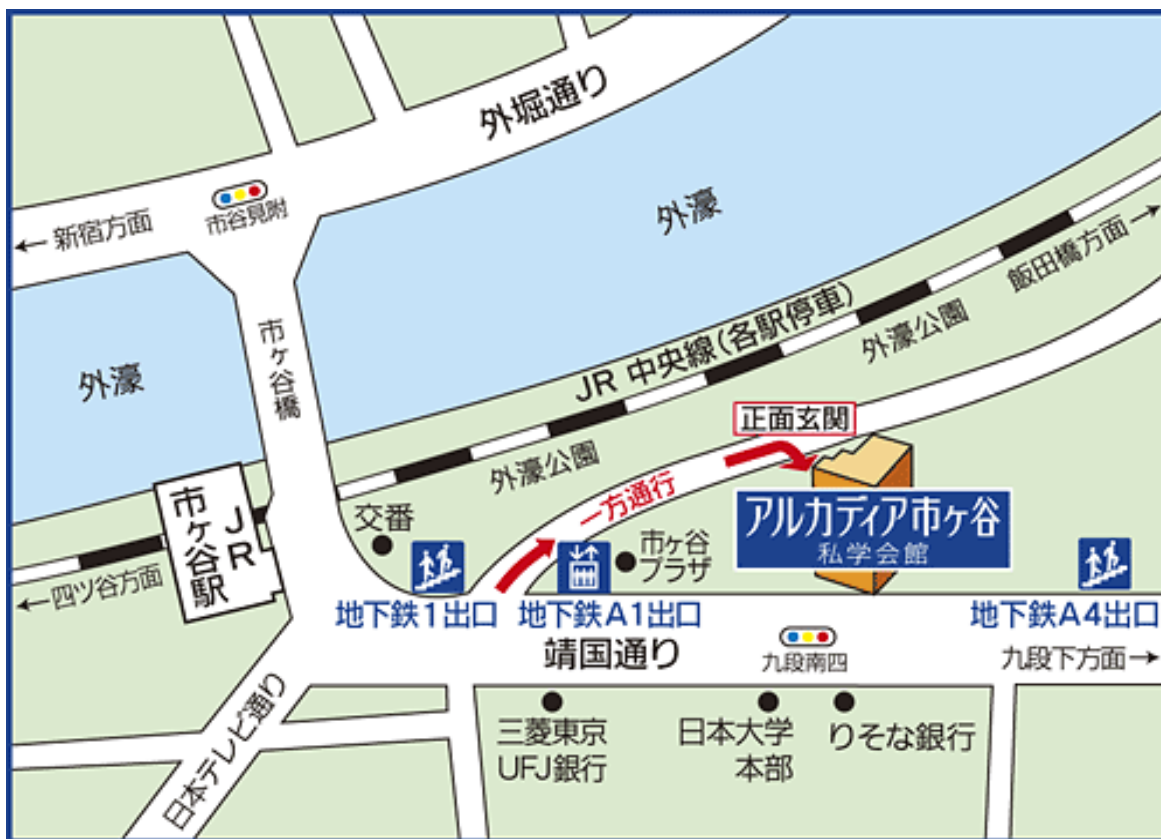 外堀通り
市谷見附
← 新宿方面
外濠
飯田橋方面 →
市ヶ谷橋
外濠
JR 中央線（各駅停車）
外濠公園
正面玄関
外濠公園
一方通行
アルカディア市ヶ谷
私学会館
JR
市ヶ谷駅
交番
市ヶ谷
プラザ
← 四ツ谷方面
地下鉄1出口
地下鉄A1出口
地下鉄A4出口
靖国通り
九段南四
九段下方面 →
日本テレビ通り
三菱東京
UFJ銀行
日本大学
本部
りそな銀行